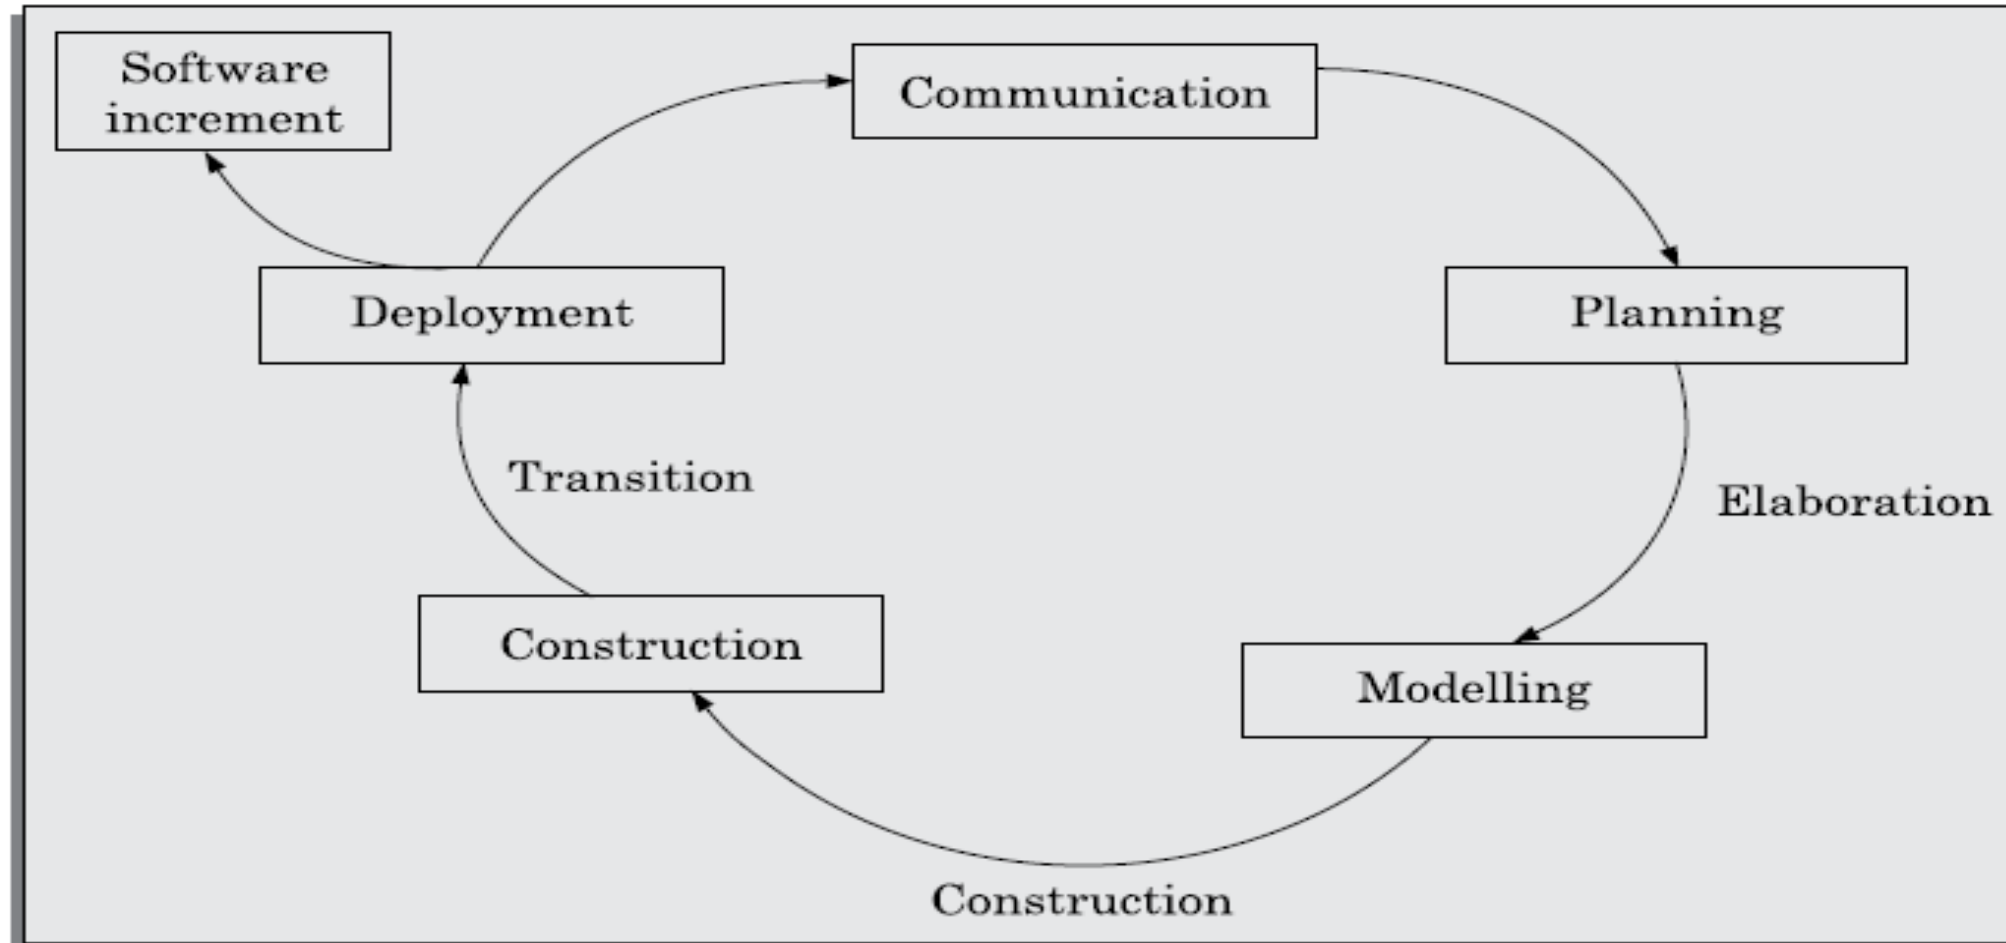 Software
increment
Communication
Deployment
Planning
Transition
Elaboration
Construction
Modelling
Construction